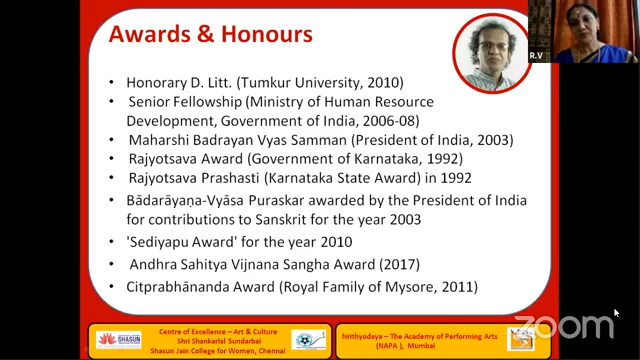 Awards & Honours
R.V
• Honorary D. Litt. (Tumkur University, 2010)
• Senior Fellowship (Ministry of Human Resource
Development, Government of India, 2006-08)
• Maharshi Badrayan Vyas Samman (President of India, 2003)
• Rajyotsava Award (Government of Karnataka, 1992)
• Rajyotsava Prashasti (Karnataka State Award) in 1992
• Bādarāyaṇa-Vyāsa Puraskar awarded by the President of India
for contributions to Sanskrit for the year 2003
• 'Sediyapu Award' for the year 2010
• Andhra Sahitya Vijnana Sangha Award (2017)
• Citprabhānanda Award (Royal Family of Mysore, 2011)
zoom
SHASUN
Centre of Excellence – Art & Culture
Shri Shankarlal Sundarbai
Shasun Jain College for Women, Chennai
Nrithyodaya – The Academy of Performing Arts
(NAPA ), Mumbai